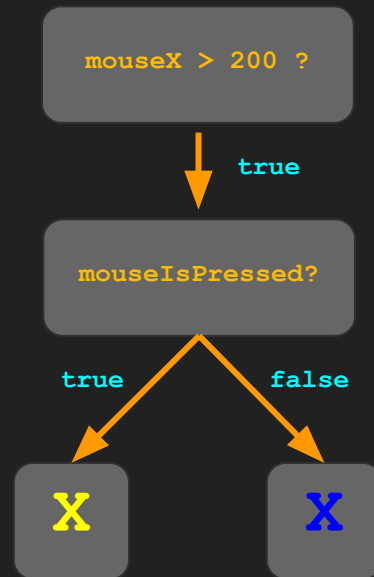 mouseX > 200 ?
true
mouseIsPressed?
true false
X X